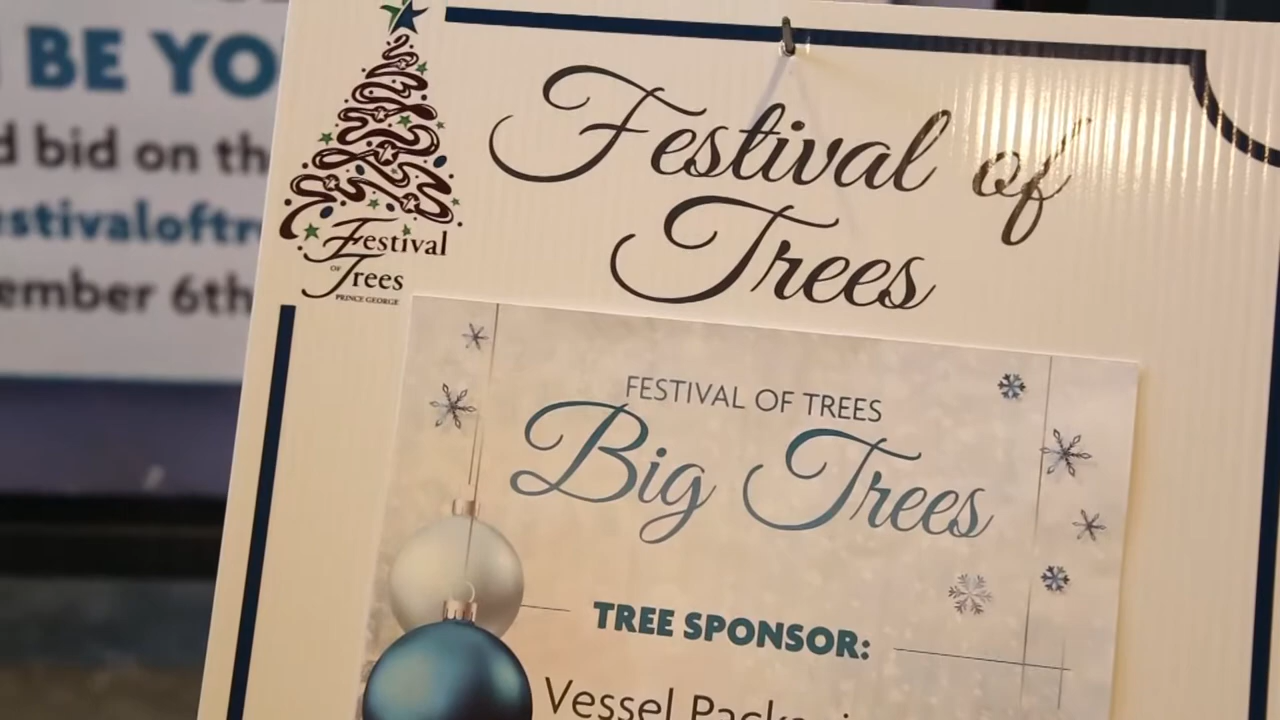 BE YO
d bid on th
estivaloftr
ember 6th
Festival
OF
Trees
PRINCE GEORGE
Festival of
Trees
FESTIVAL OF TREES
Big Trees
TREE SPONSOR:
Vessel